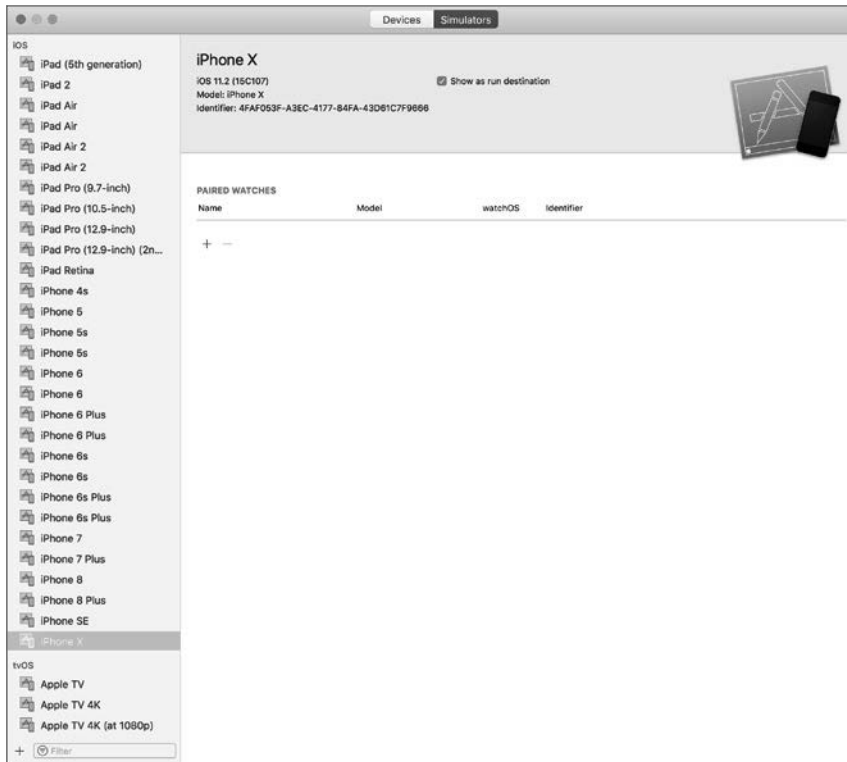 Devices Simulators
iOS
iPad (5th generation)
iPad 2
iPad Air
iPad Air
iPad Air 2
iPad Air 2
iPad Pro (9.7-inch)
iPad Pro (10.5-inch)
iPad Pro (12.9-inch)
iPad Pro (12.9-inch) (2n...
iPad Retina
iPhone 4s
iPhone 5
iPhone 5s
iPhone 5s
iPhone 6
iPhone 6
iPhone 6 Plus
iPhone 6 Plus
iPhone 6s
iPhone 6s
iPhone 6s Plus
iPhone 6s Plus
iPhone 7
iPhone 7 Plus
iPhone 8
iPhone 8 Plus
iPhone SE
iPhone X
tvOS
Apple TV
Apple TV 4K
Apple TV 4K (at 1080p)
+ Filter
iPhone X
iOS 11.2 (15C107)
Show as run destination
Model: iPhone X
Identifier: 4FAF053F-A3EC-4177-84FA-43D61C7F9666
PAIRED WATCHES
Name Model watchOS Identifier
+ −